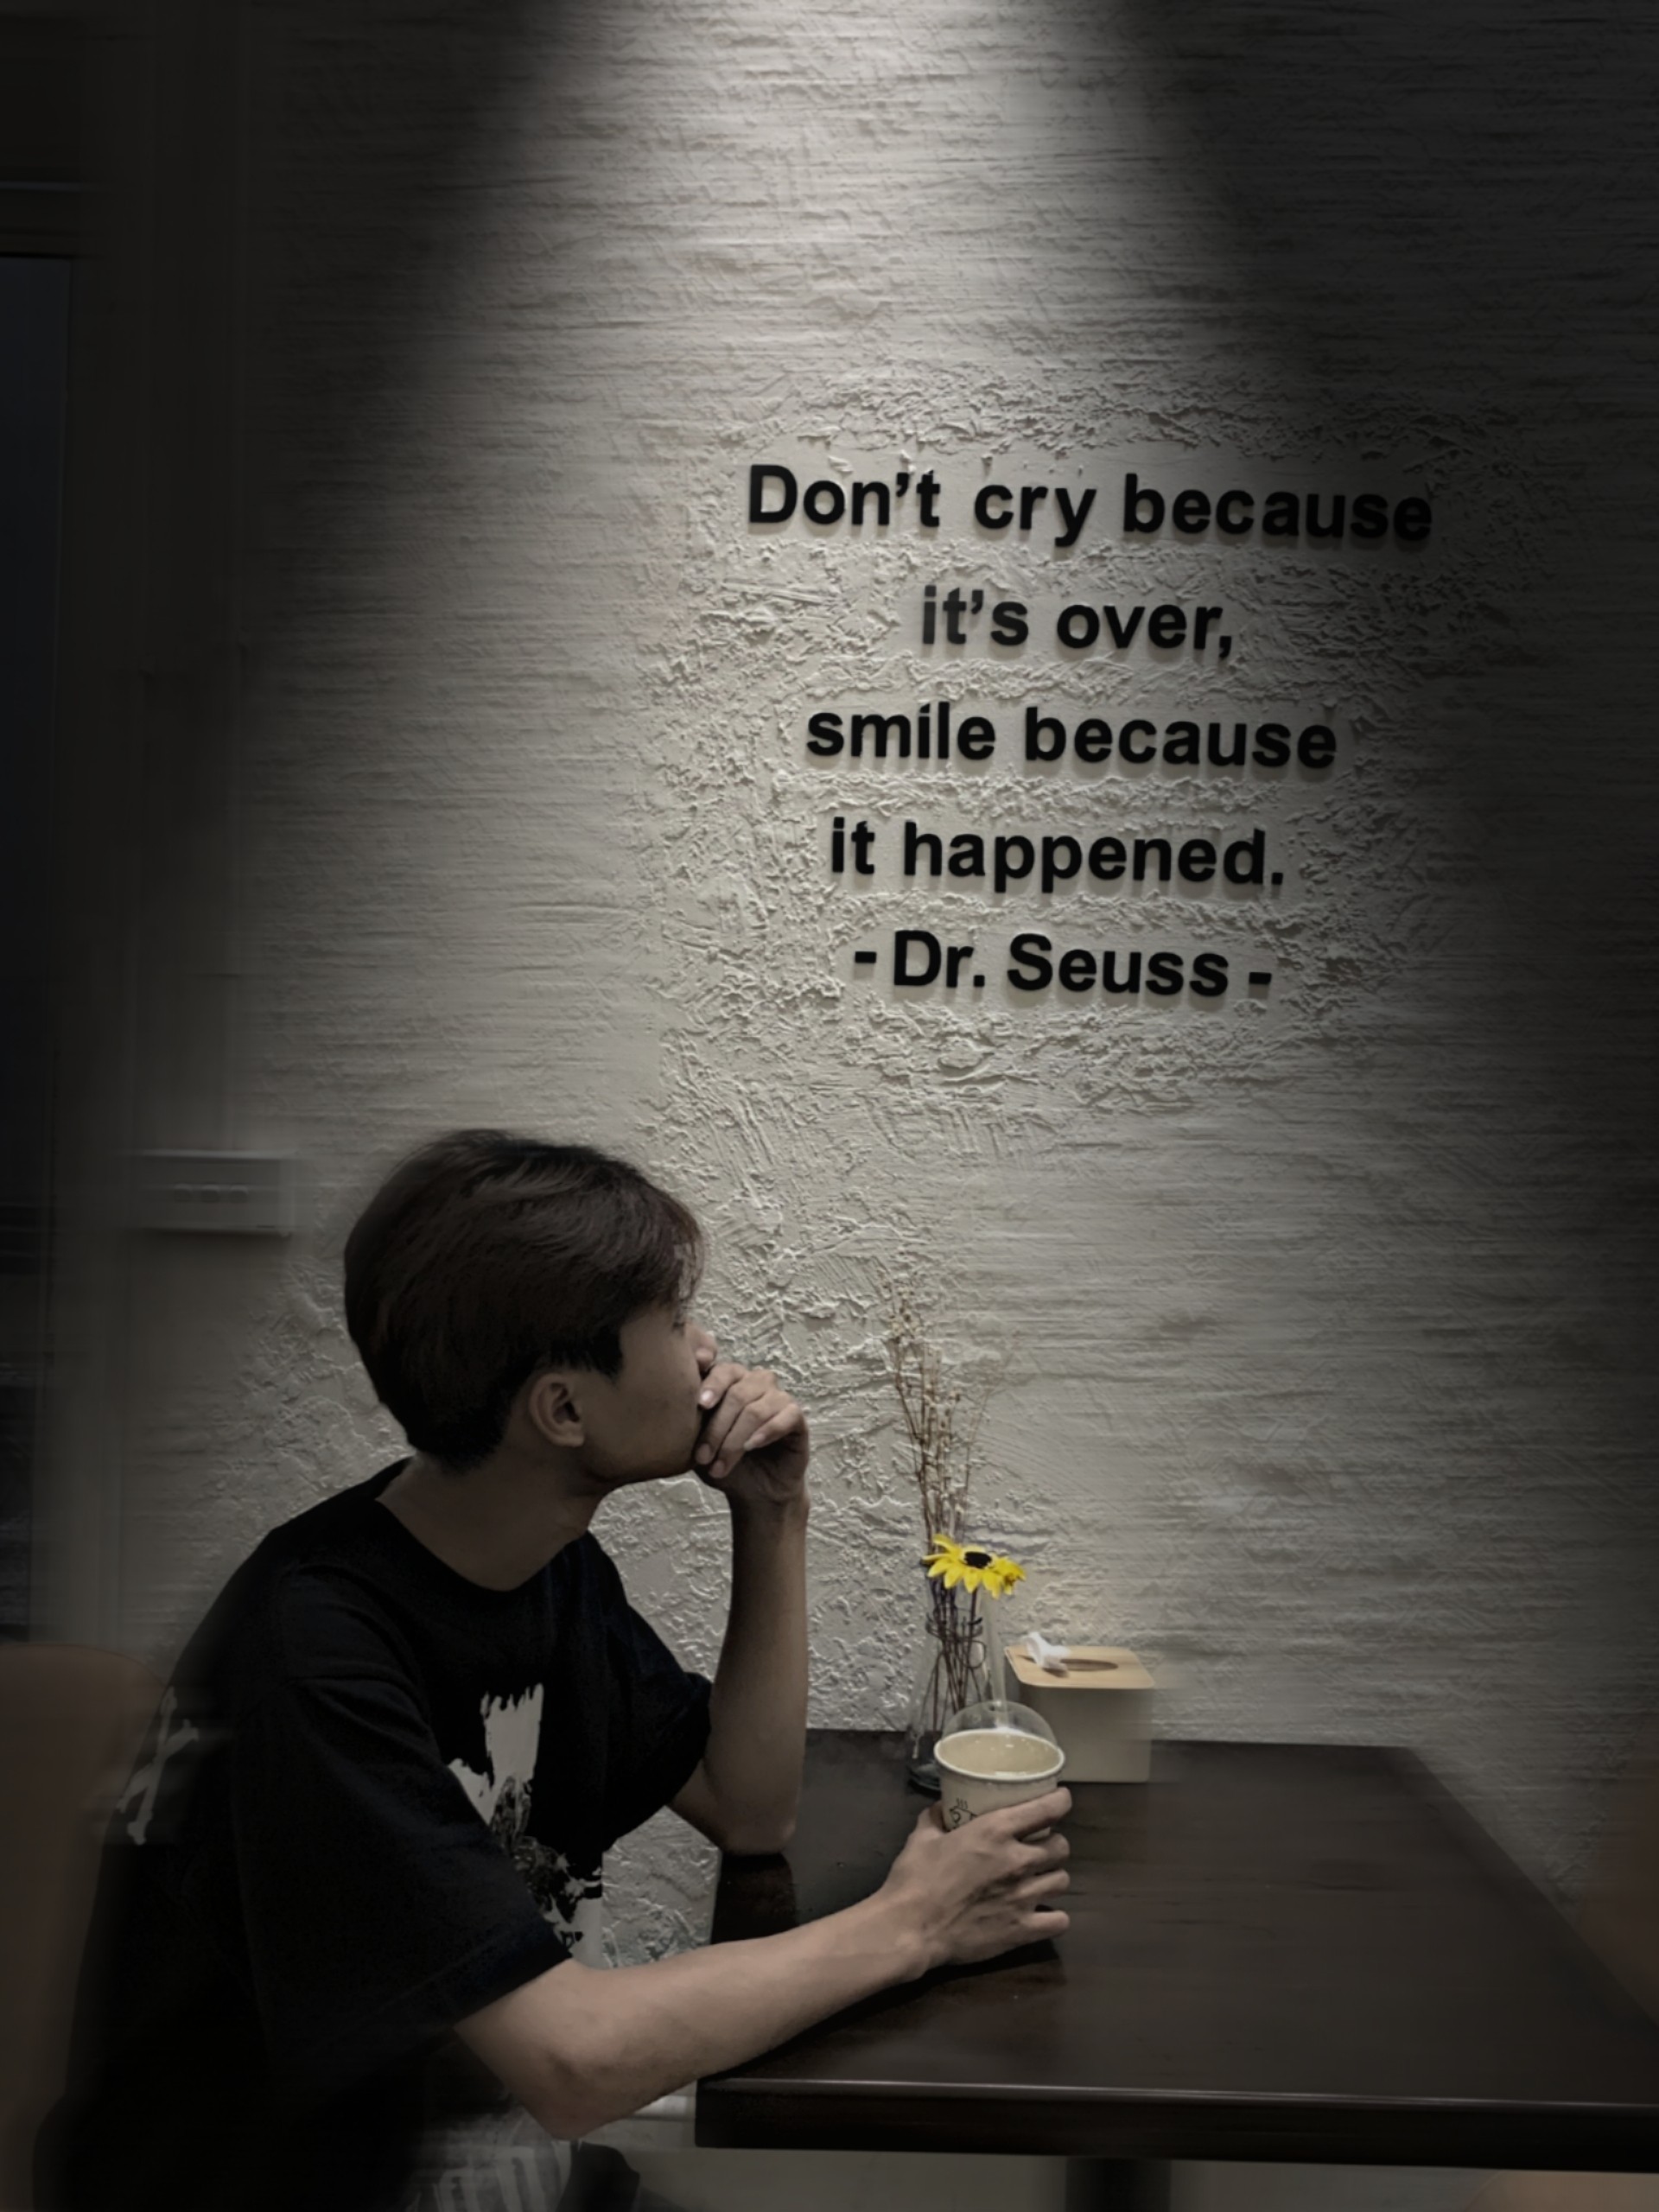 Don’t cry because
it’s over,
smile because
it happened.
- Dr. Seuss -